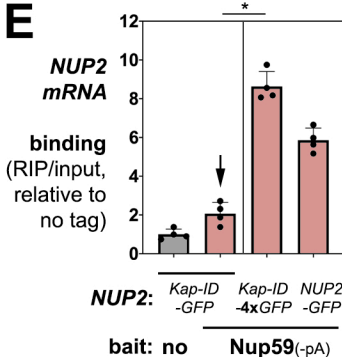 E
*
NUP2
mRNA
binding
(RIP/input,
relative to
no tag)
12
10
8
6
4
2
0
NUP2: Kap-ID -GFP Kap-ID -4xGFP NUP2 -GFP
bait: no Nup59(-pA)